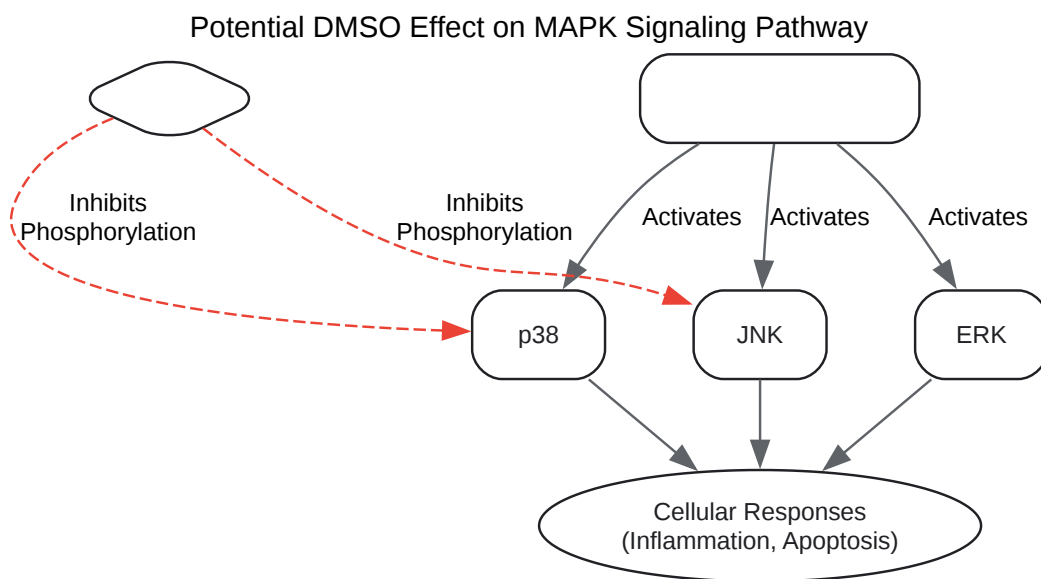 Potential DMSO Effect on MAPK Signaling Pathway
Inhibits
Phosphorylation
Inhibits
Phosphorylation
Activates
Activates
Activates
p38
JNK
ERK
Cellular Responses
(Inflammation, Apoptosis)